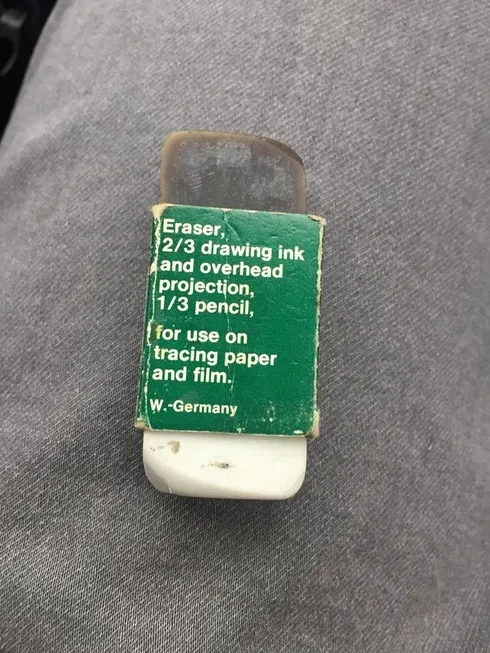 Eraser,
2/3 drawing ink
and overhead
projection,
1/3 pencil,
for use on
tracing paper
and film.
W.-Germany